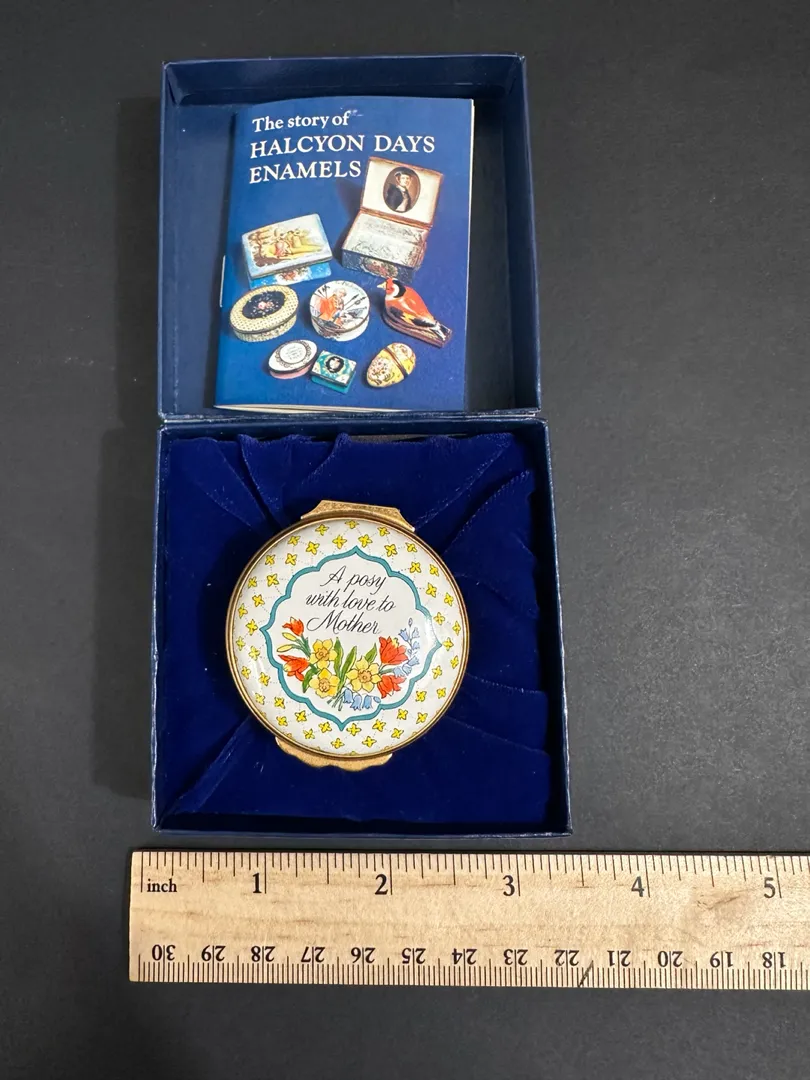 The story of
HALCYON DAYS
ENAMELS
A posy
with love to
Mother
inch 1 2 3 4 5
30 29 28 27 26 25 24 23 22 21 20 19 18